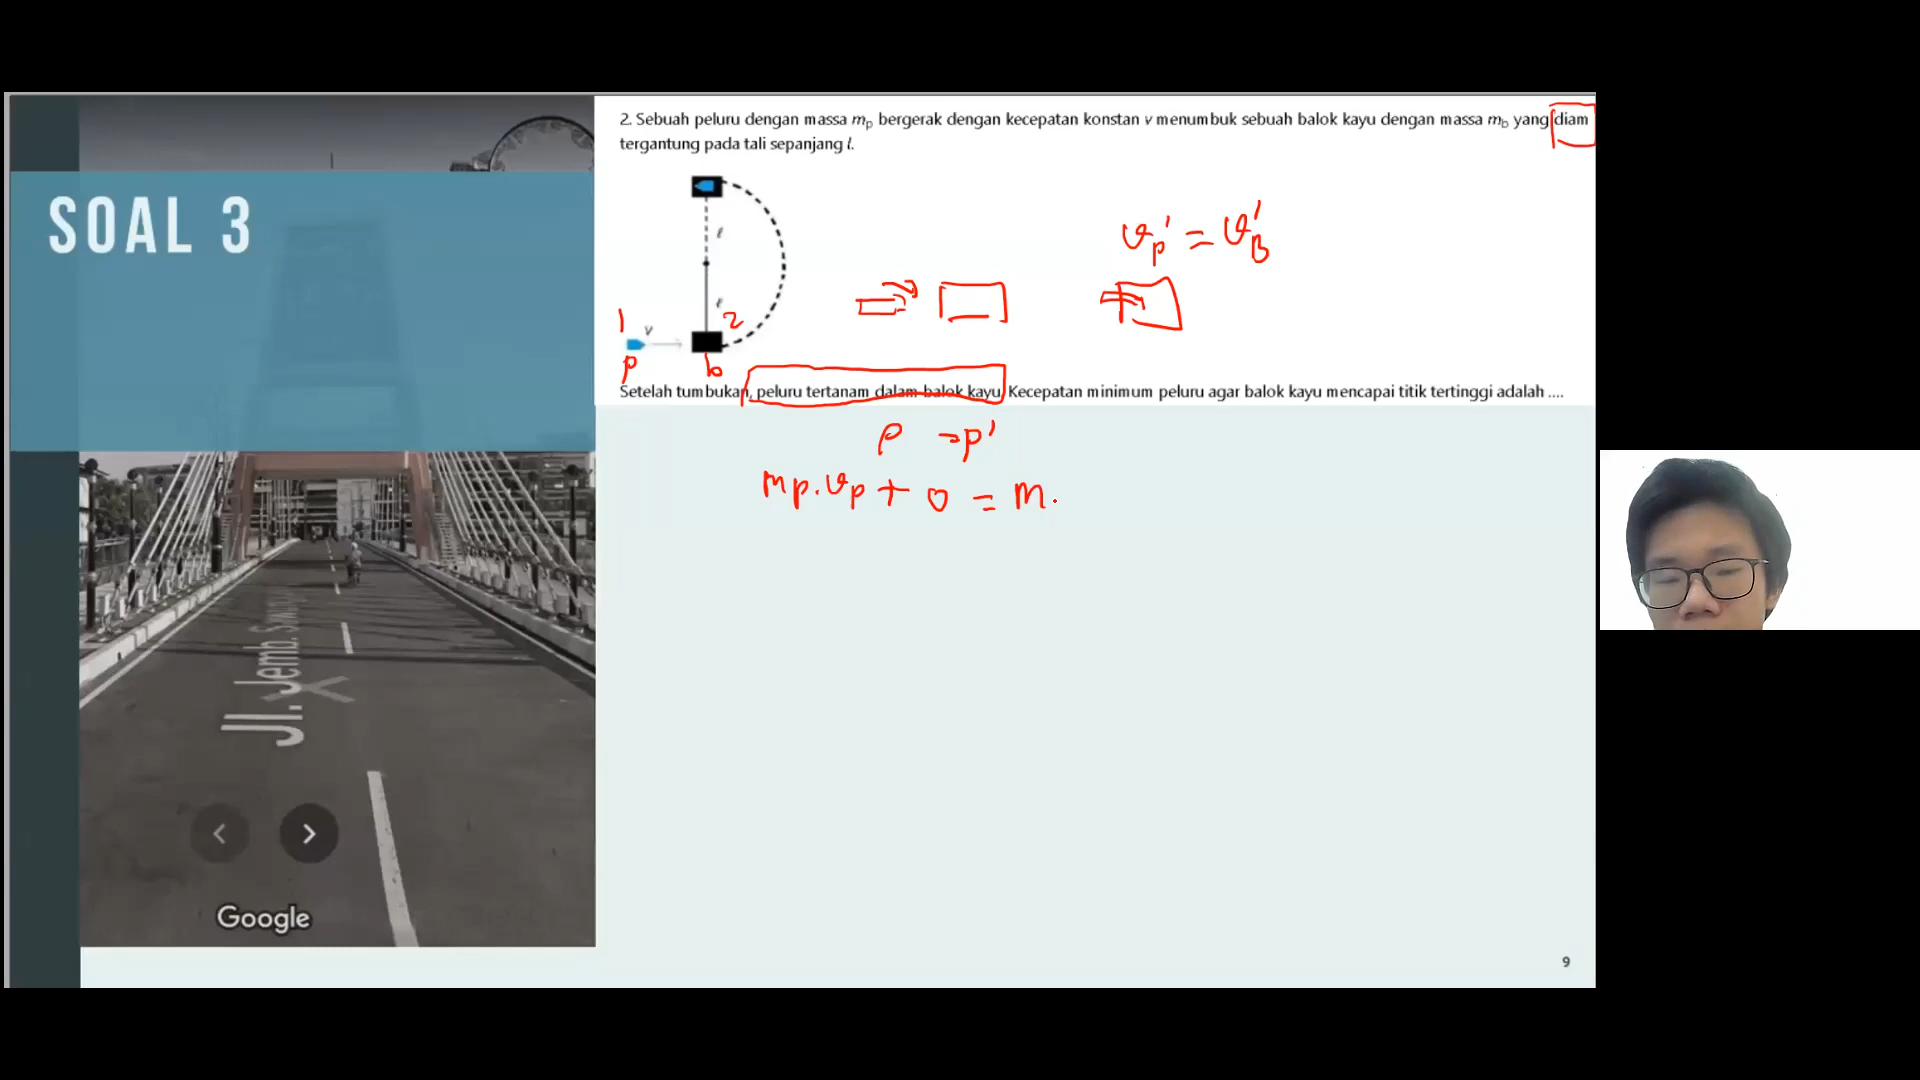 SOAL 3
2. Sebuah peluru dengan massa mp bergerak dengan kecepatan konstan v menumbuk sebuah balok kayu dengan massa mb yang diam
tergantung pada tali sepanjang l.
ℓ
ℓ
v
1
2
p
b
vp' = vB'
Setelah tumbukan, peluru tertanam dalam balok kayu. Kecepatan minimum peluru agar balok kayu mencapai titik tertinggi adalah ....
p = p'
mp.vp + 0 = m.
Jl. Jemb. S
Google
9